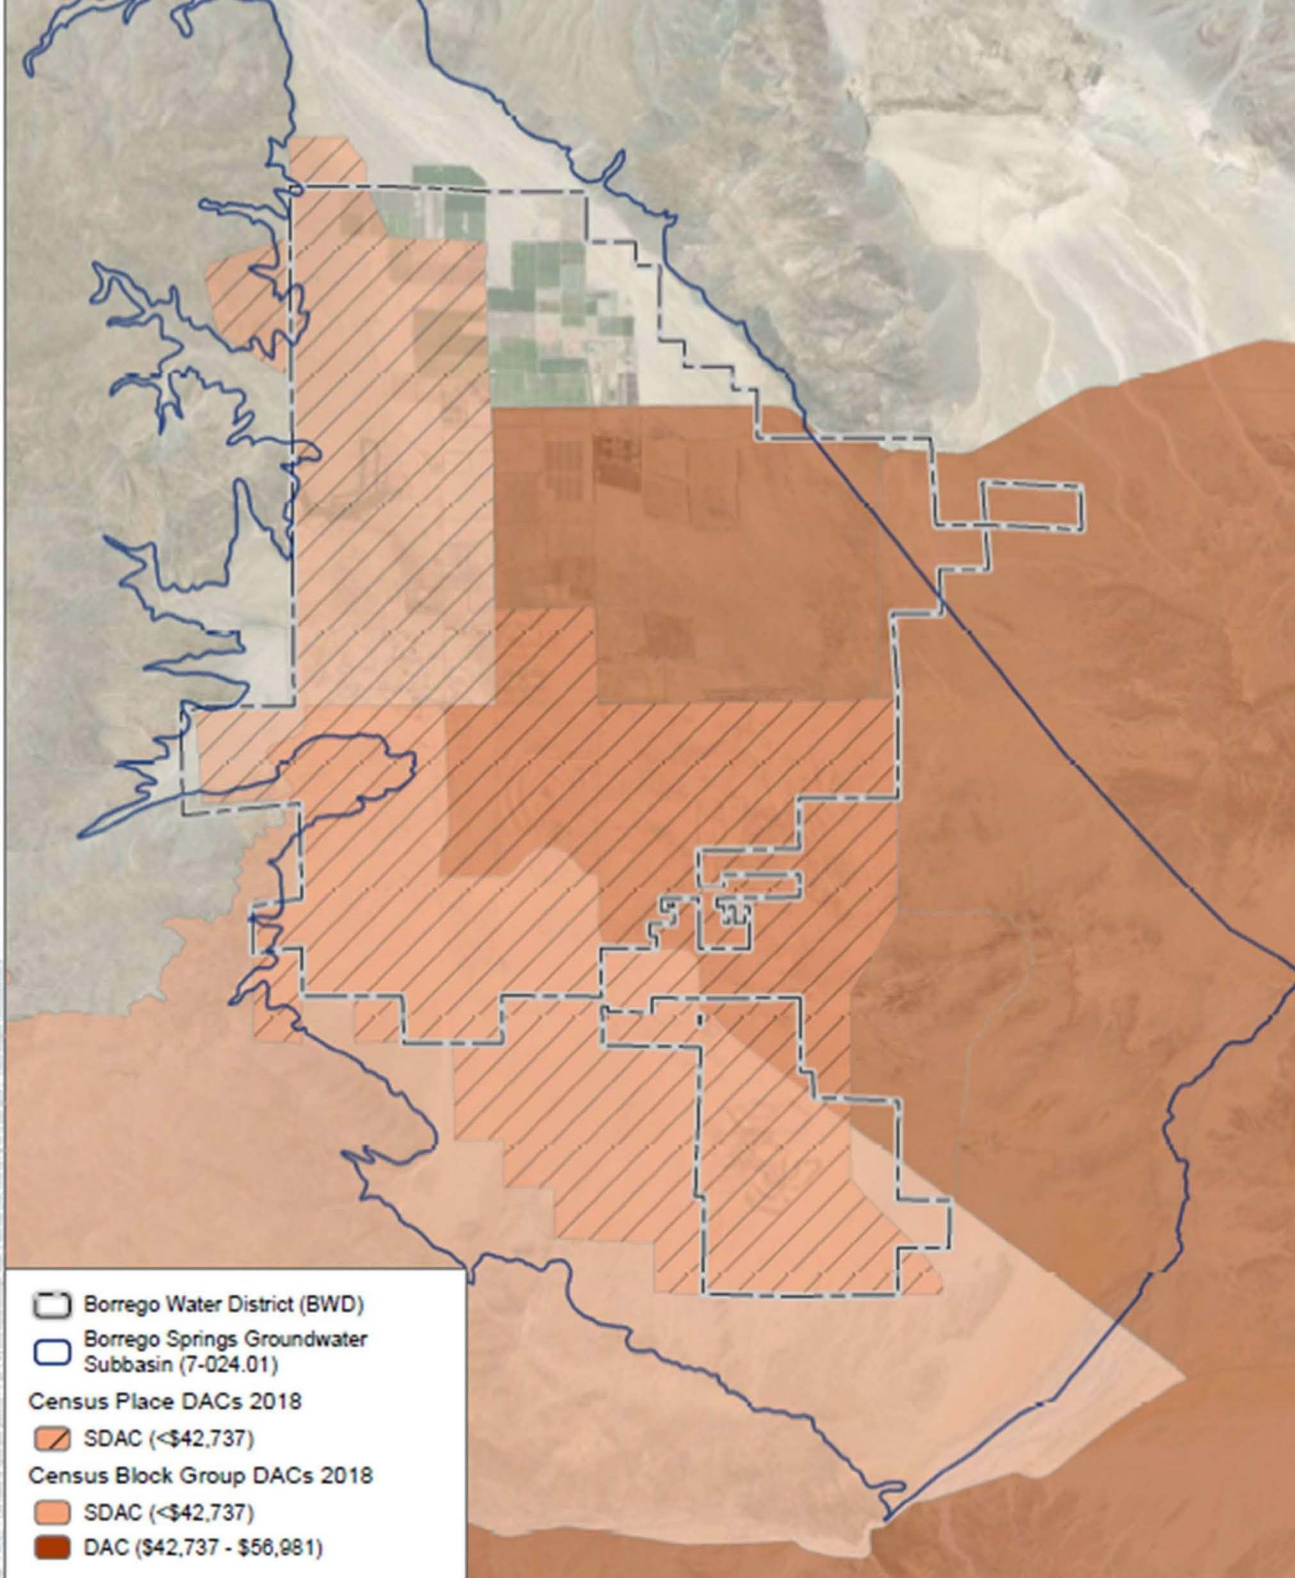 Borrego Water District (BWD)
Borrego Springs Groundwater
Subbasin (7-024.01)
Census Place DACs 2018
SDAC (<$42,737)
Census Block Group DACs 2018
SDAC (<$42,737)
DAC ($42,737 - $56,981)